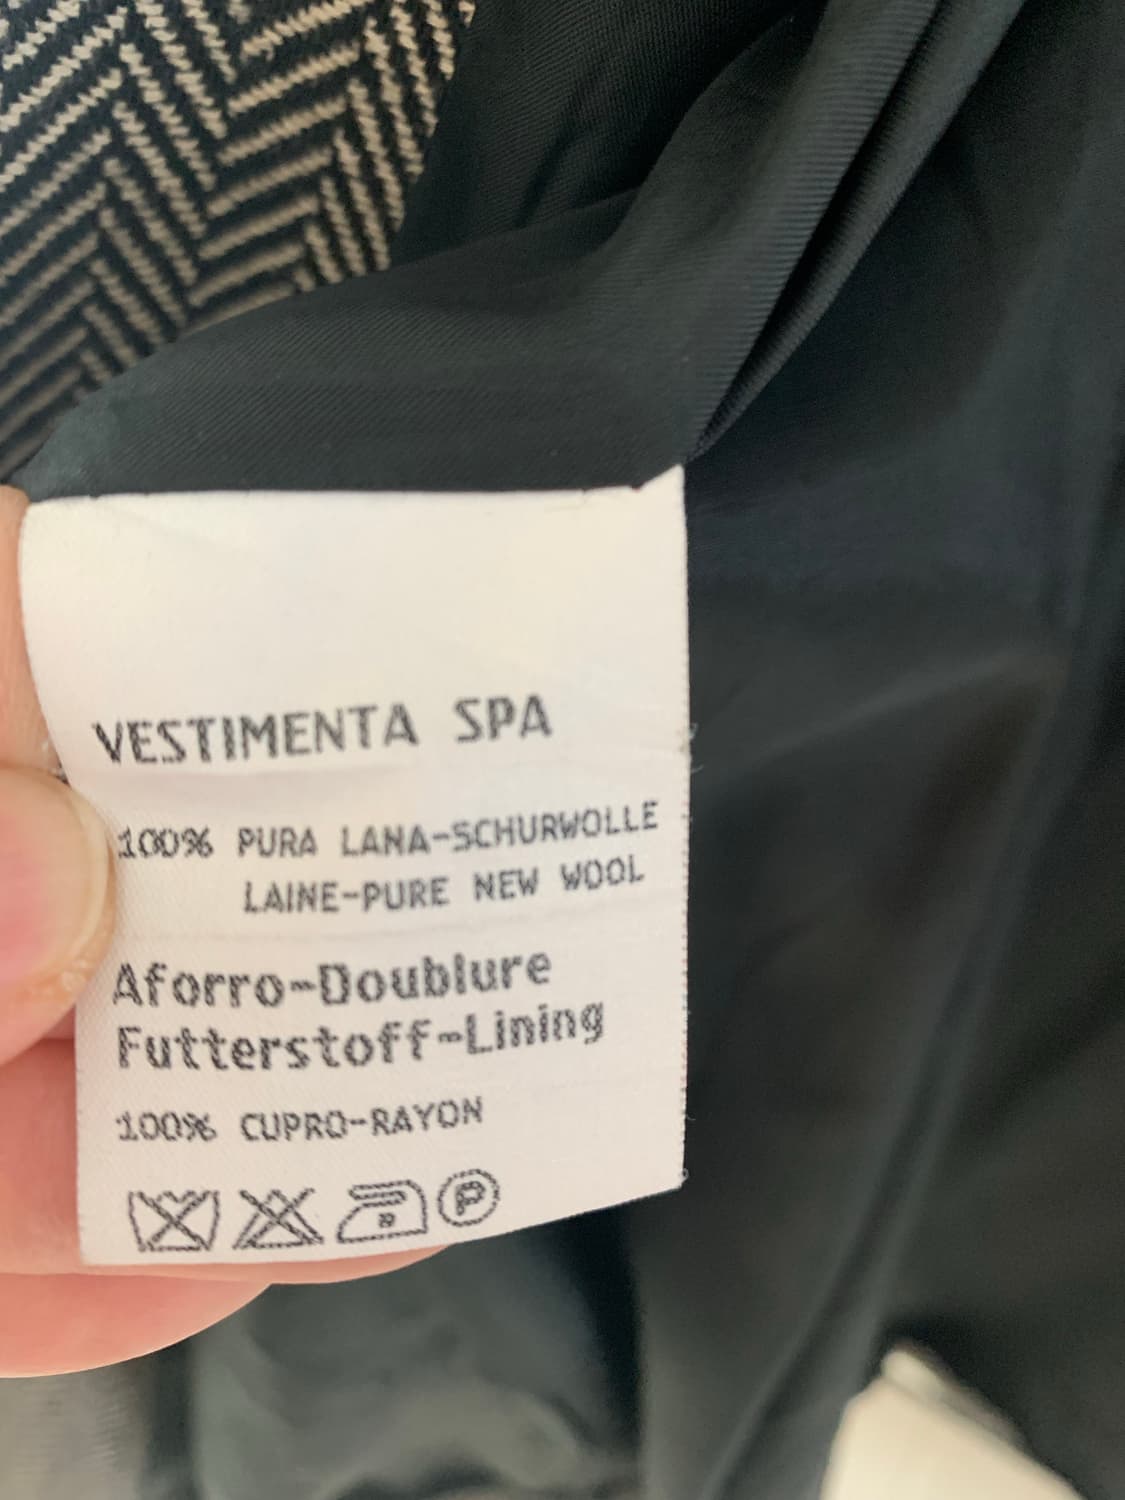 VESTIMENTA SPA
100% PURA LANA-SCHURWOLLE
LAINE-PURE NEW WOOL
Aforro-Doublure
Futterstoff-Lining
100% CUPRO-RAYON
P